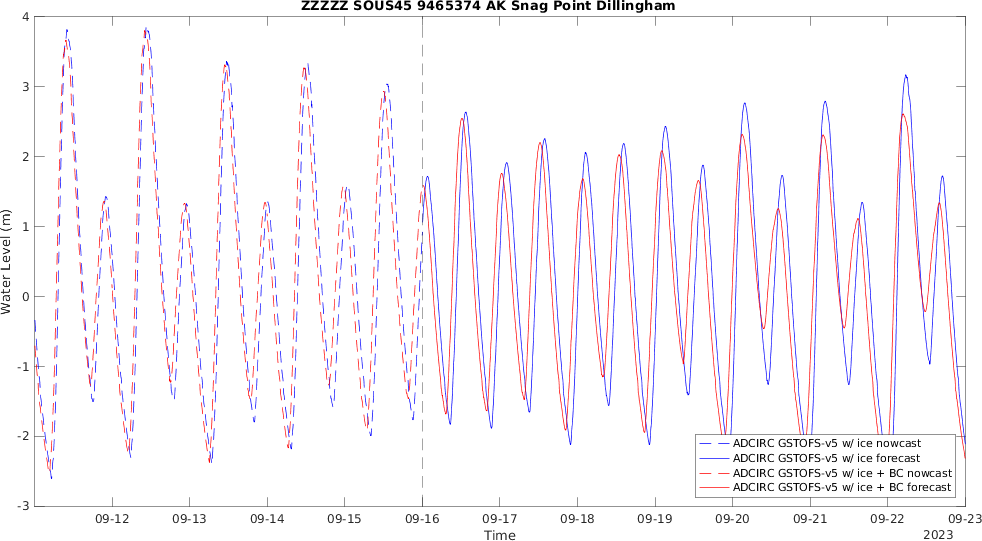 ZZZZZ SOUS45 9465374 AK Snag Point Dillingham
Water Level (m)
4
3
2
1
0
-1
-2
-3
09-12 09-13 09-14 09-15 09-16 09-17 09-18 09-19 09-20 09-21 09-22 09-23
Time
2023
ADCIRC GSTOFS-v5 w/ ice nowcast
ADCIRC GSTOFS-v5 w/ ice forecast
ADCIRC GSTOFS-v5 w/ ice + BC nowcast
ADCIRC GSTOFS-v5 w/ ice + BC forecast